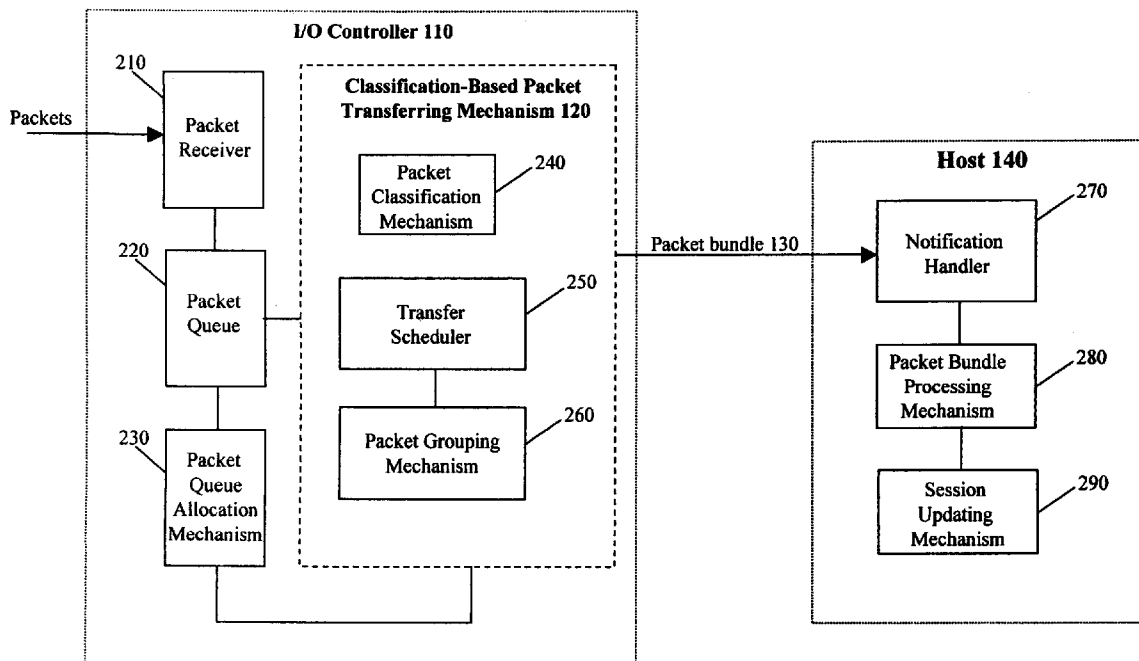 I/O Controller 110
210
Packets
Packet
Receiver
220
Packet
Queue
230
Packet
Queue
Allocation
Mechanism
Classification-Based Packet
Transferring Mechanism 120
Packet
Classification
Mechanism
240
Transfer
Scheduler
250
Packet Grouping
Mechanism
260
Packet bundle 130
Host 140
270
Notification
Handler
Packet Bundle
Processing
Mechanism
280
Session
Updating
Mechanism
290